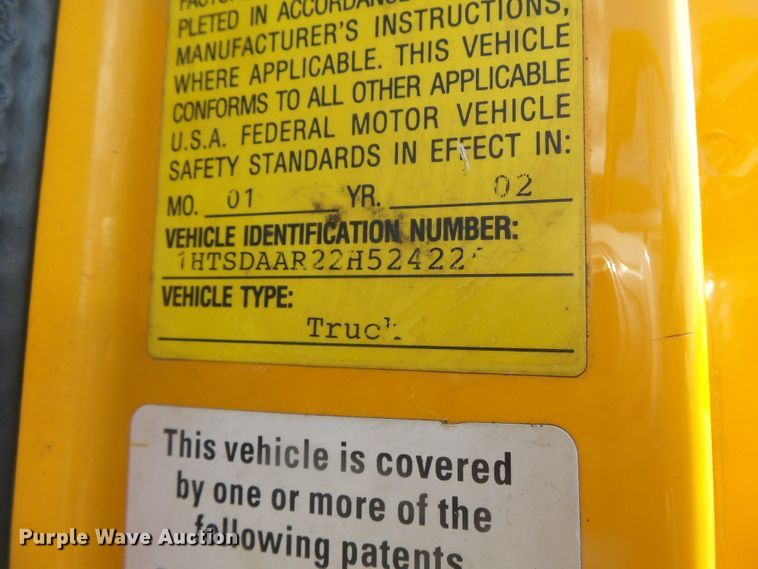 PLETED IN ACCORDANCE
MANUFACTURER'S INSTRUCTIONS,
WHERE APPLICABLE. THIS VEHICLE
CONFORMS TO ALL OTHER APPLICABLE
U.S.A. FEDERAL MOTOR VEHICLE
SAFETY STANDARDS IN EFFECT IN:
MO. 01 YR. 02
VEHICLE IDENTIFICATION NUMBER:
VEHICLE TYPE:
Truck
This vehicle is covered
by one or more of the
following patents
Purple Wave Auction